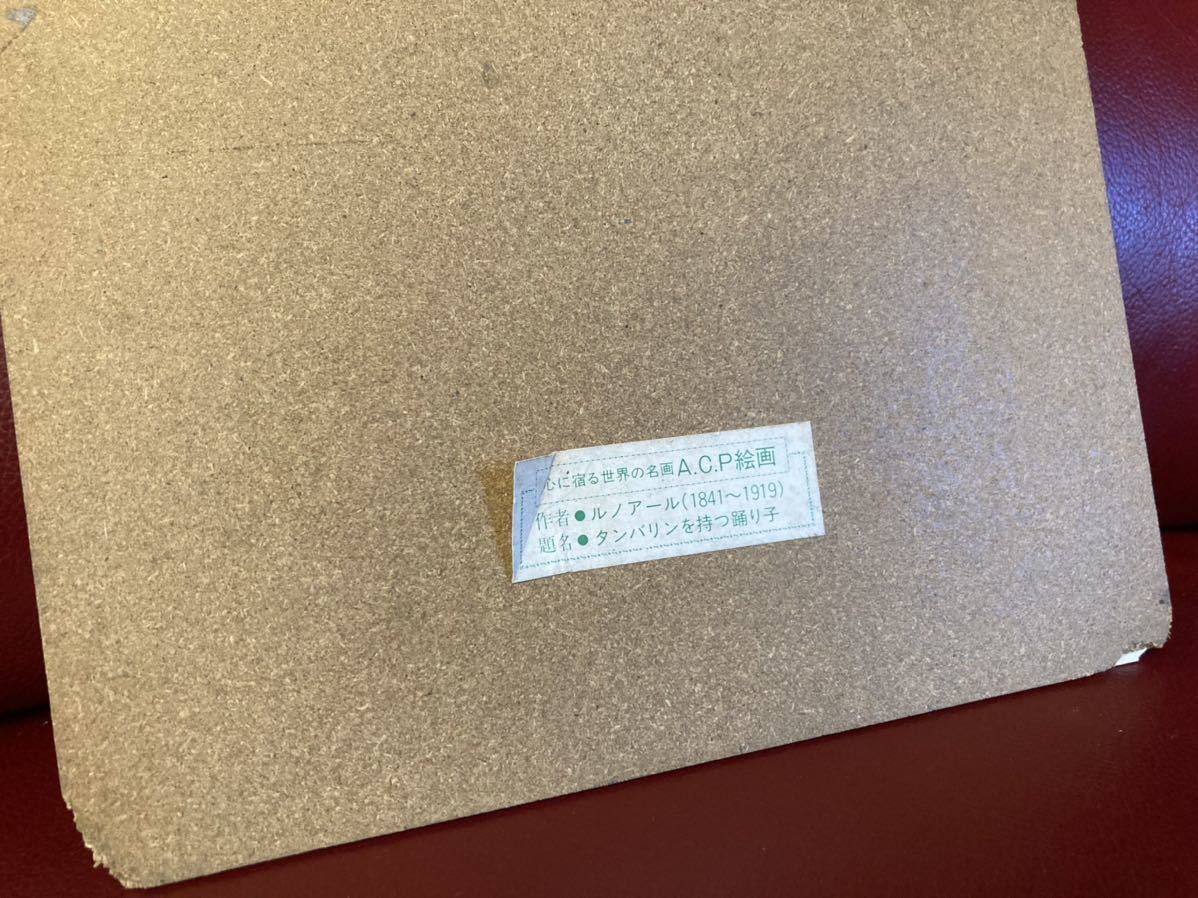 心に宿る世界の名画A.C.P絵画
作者●ルノアール(1841〜1919)
題名●タンバリンを持つ踊り子